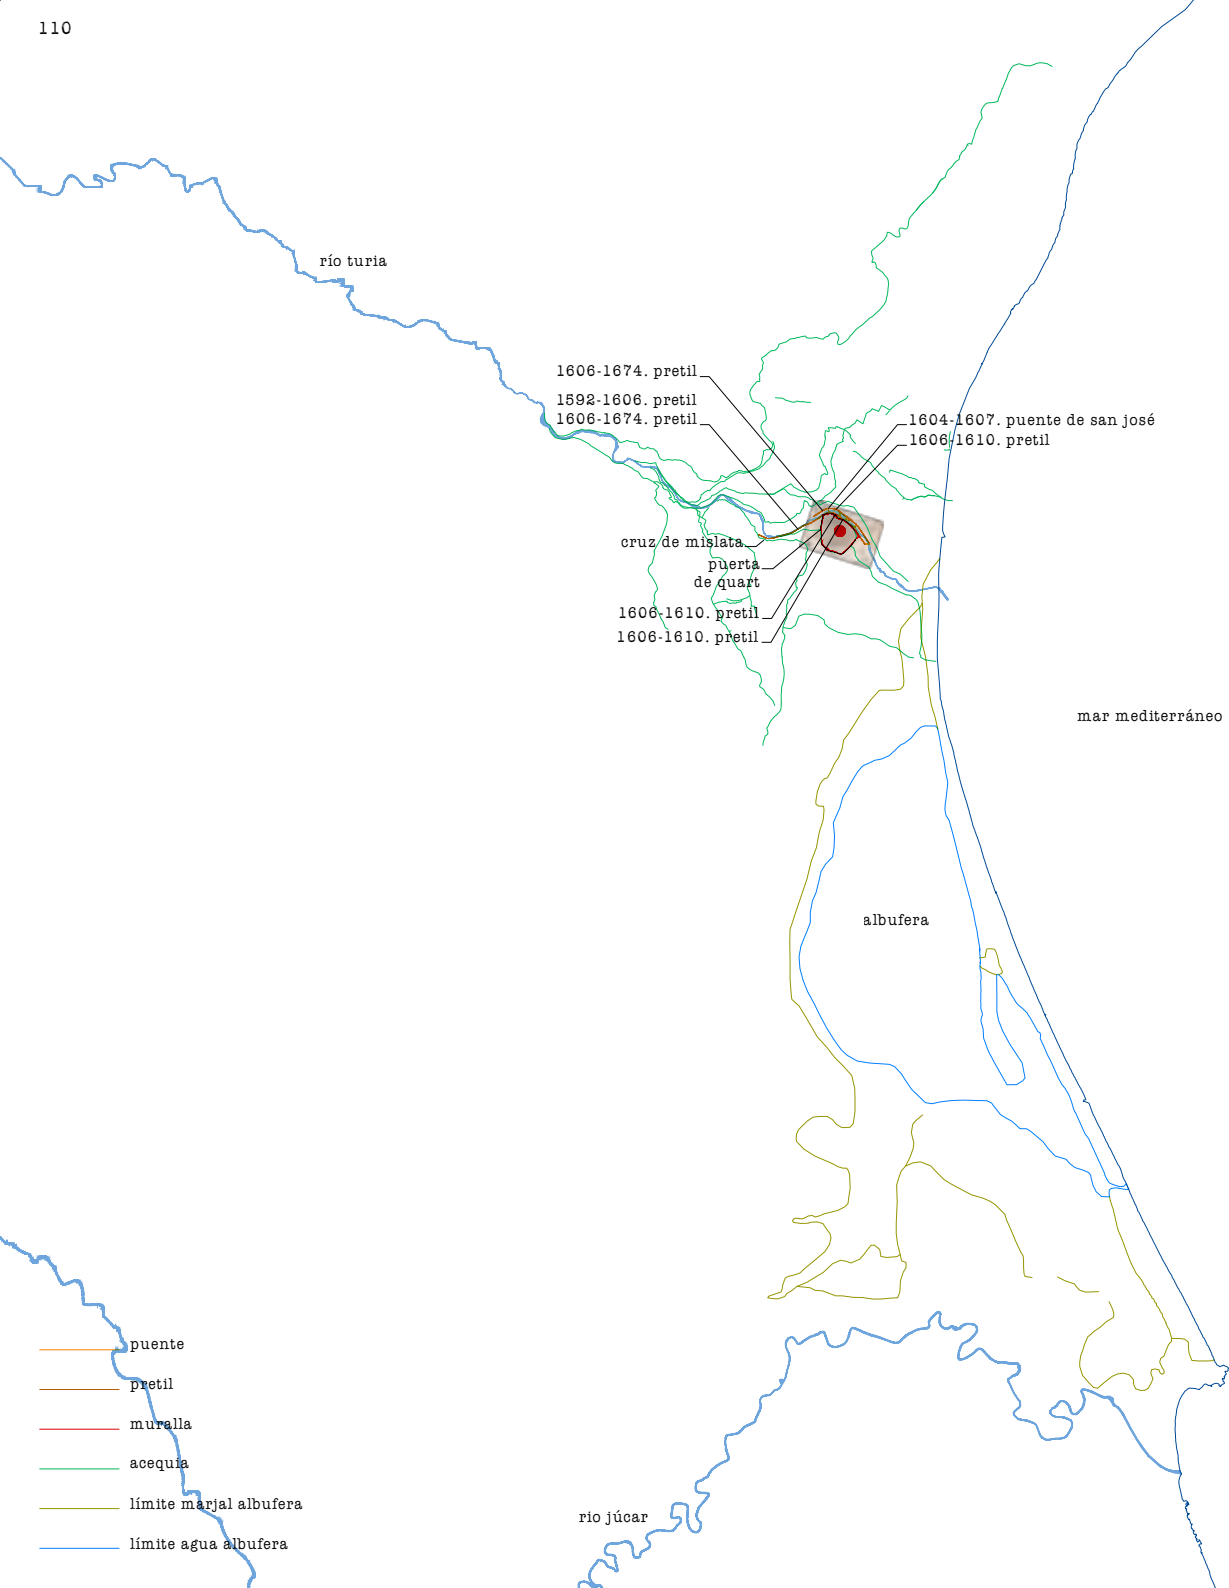 110
río turia
1606-1674. pretil
1592-1606. pretil
1606-1674. pretil
1604-1607. puente de san josé
1606-1610. pretil
cruz de mislata
puerta
de quart
1606-1610. pretil
1606-1610. pretil
mar mediterráneo
albufera
puente
pretil
muralla
acequia
límite marjal albufera
límite agua albufera
rio júcar